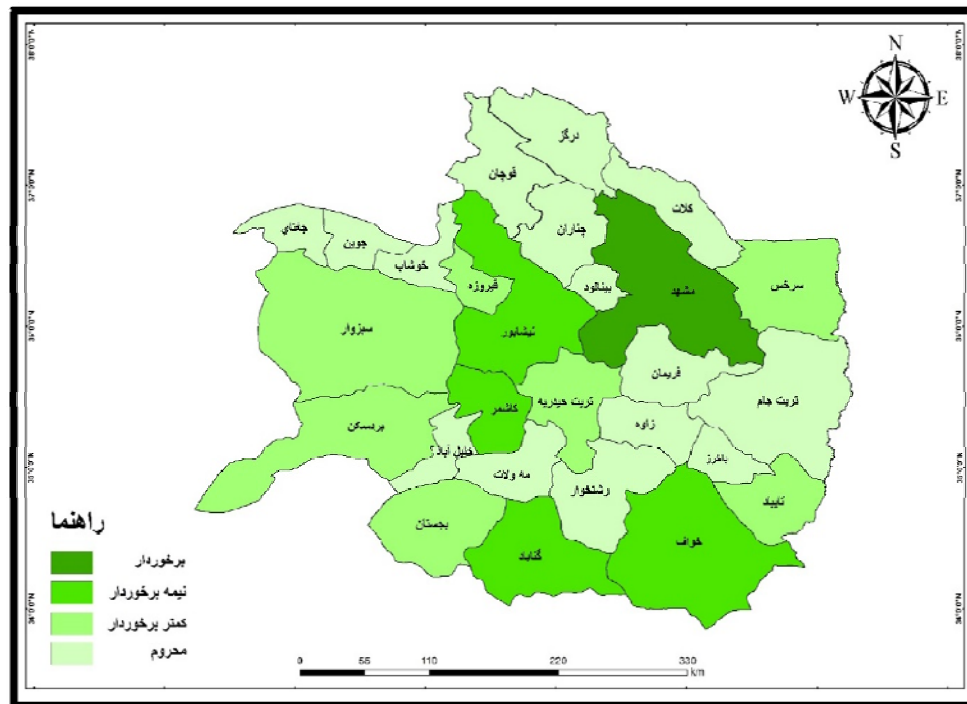 N
W E
S
درگز
قوچان
کلات
چناران
جغتای
جوین
خوشاب
بینالود
مشهد
سرخس
فیروزه
سبزوار
نیشابور
فریمان
تربت جام
کاشمر
تربت حیدریه
بردسکن
زاوه
خلیل آباد؟
باخرز
مه ولات
رشتخوار
تایباد
بجستان
خواف
گناباد
راهنما
برخوردار
نیمه برخوردار
کمتر برخوردار
محروم
0 55 110 220 330
km